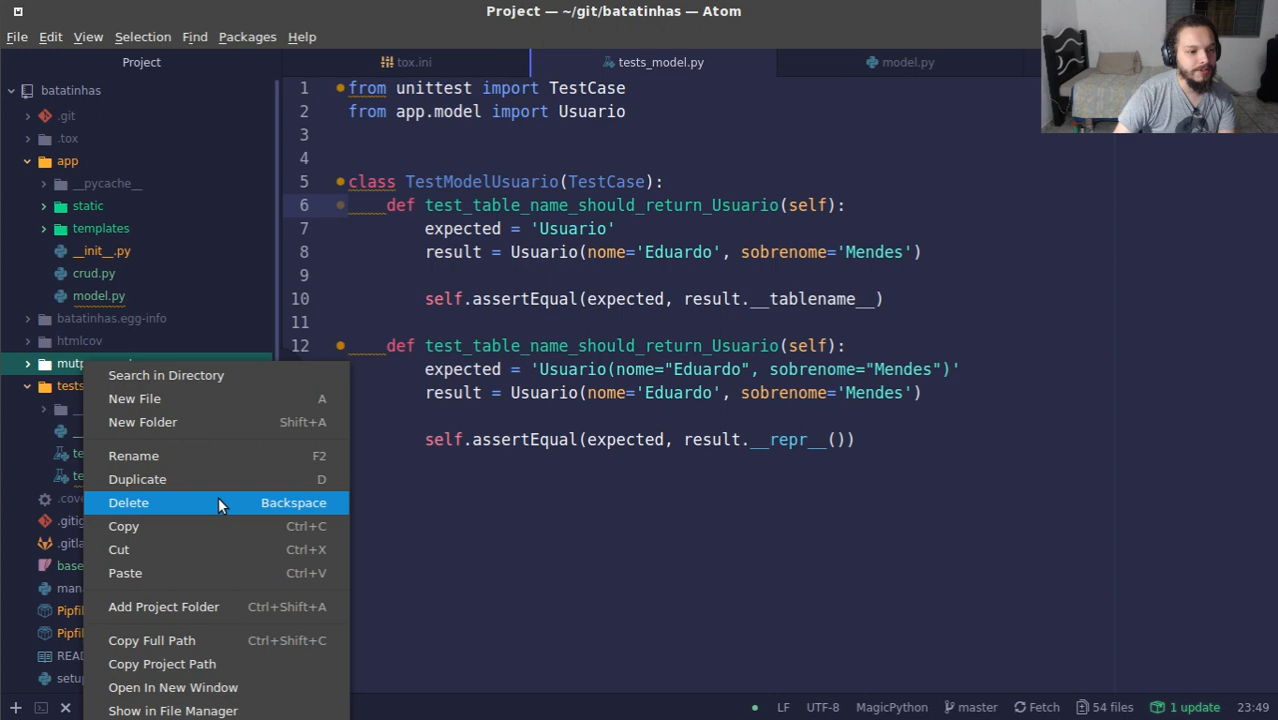 Project — ~/git/batatinhas — Atom
File Edit View Selection Find Packages Help
Project
tox.ini
tests_model.py
model.py
batatinhas
.git
.tox
app
__pycache__
static
templates
__init__.py
crud.py
model.py
batatinhas.egg-info
htmlcov
tests
base
README
setup
Search in Directory
New File A
New Folder Shift+A
Rename F2
Duplicate D
Delete Backspace
Copy Ctrl+C
Cut Ctrl+X
Paste Ctrl+V
Add Project Folder Ctrl+Shift+A
Copy Full Path Ctrl+Shift+C
Copy Project Path
Open In New Window
Show in File Manager
1 from unittest import TestCase
2 from app.model import Usuario
3
4
5 class TestModelUsuario(TestCase):
6 def test_table_name_should_return_Usuario(self):
7 expected = 'Usuario'
8 result = Usuario(nome='Eduardo', sobrenome='Mendes')
9
10 self.assertEqual(expected, result.__tablename__)
11
12 def test_table_name_should_return_Usuario(self):
expected = 'Usuario(nome="Eduardo", sobrenome="Mendes")'
result = Usuario(nome='Eduardo', sobrenome='Mendes')
self.assertEqual(expected, result.__repr__())
LF UTF-8 MagicPython master Fetch 54 files 1 update 23:49